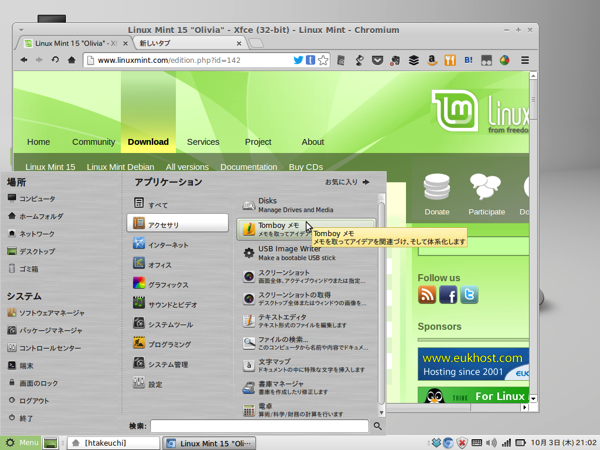 Linux Mint 15 "Olivia" - Xfce (32-bit) - Linux Mint - Chromium
Linux Mint 15 "Olivia" - Xf
新しいタブ
www.linuxmint.com/edition.php?id=142
B!
Linux
from freedo
Home
Community
Download
Services
Project
About
Linux Mint 15
Linux Mint Debian
All versions
Documentation
Buy CDs
Donate
Participate
Do
Follow us
Sponsors
www.eukhost.com
Hosting since 2001
EUK
THINK
For Linux
場所
コンピュータ
ホームフォルダ
ネットワーク
デスクトップ
ゴミ箱
システム
ソフトウェアマネージャ
パッケージマネージャ
コントロールセンター
端末
画面のロック
ログアウト
終了
アプリケーション
お気に入り
すべて
アクセサリ
インターネット
オフィス
グラフィックス
サウンドとビデオ
システムツール
プログラミング
システム管理
設定
Disks
Manage Drives and Media
Tomboy メモ
メモを取ってアイデア
Tomboy メモ
メモを取ってアイデアを関連づけ、そして体系化します
USB Image Writer
Make a bootable USB stick
スクリーンショット
画面全体、アクティブウィンドウまたは指定...
スクリーンショットの取得
デスクトップ全体またはウィンドウの画像を...
テキストエディタ
テキスト形式のファイルを編集します
ファイルの検索...
このコンピュータから名前や内容でドキュメ...
文字マップ
ドキュメントの中に特殊な文字を挿入します
書庫マネージャ
書庫を作成したり修正します
電卓
算術/科学/財務の計算を行います
検索:
Menu
[htakeuchi]
Linux Mint 15 "Oli...
10月 3日 (木) 21:02